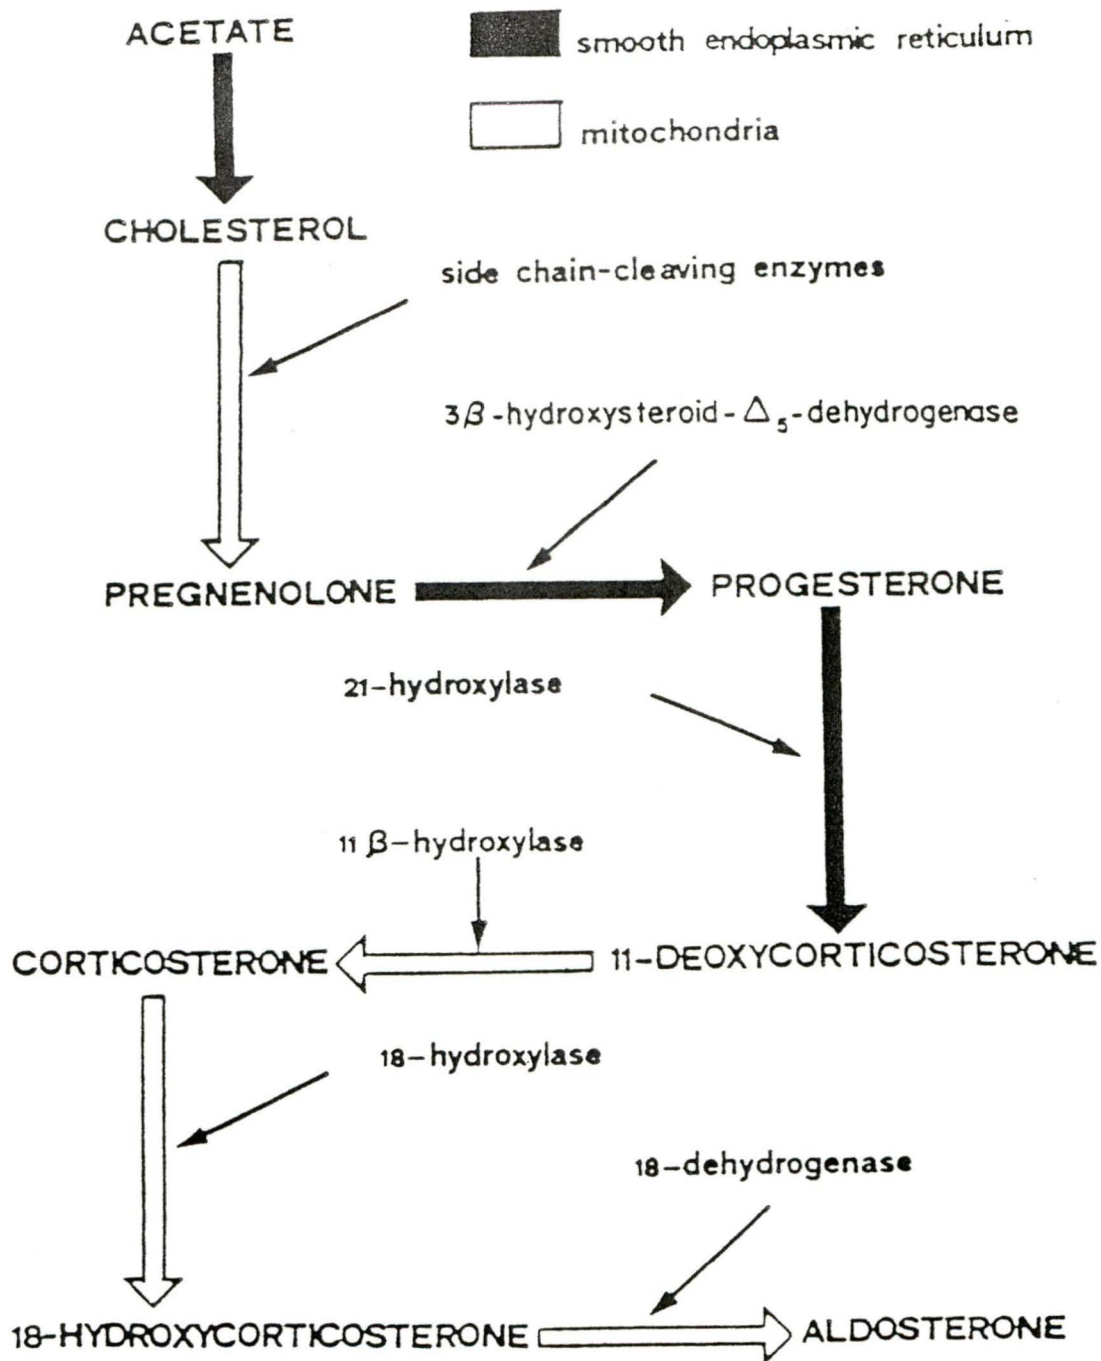 ACETATE
smooth endoplasmic reticulum
mitochondria
CHOLESTEROL
side chain-cleaving enzymes
3β-hydroxysteroid-Δ₅-dehydrogenase
PREGNENOLONE
PROGESTERONE
21-hydroxylase
11 β-hydroxylase
CORTICOSTERONE
11-DEOXYCORTICOSTERONE
18-hydroxylase
18-dehydrogenase
18-HYDROXYCORTICOSTERONE
ALDOSTERONE